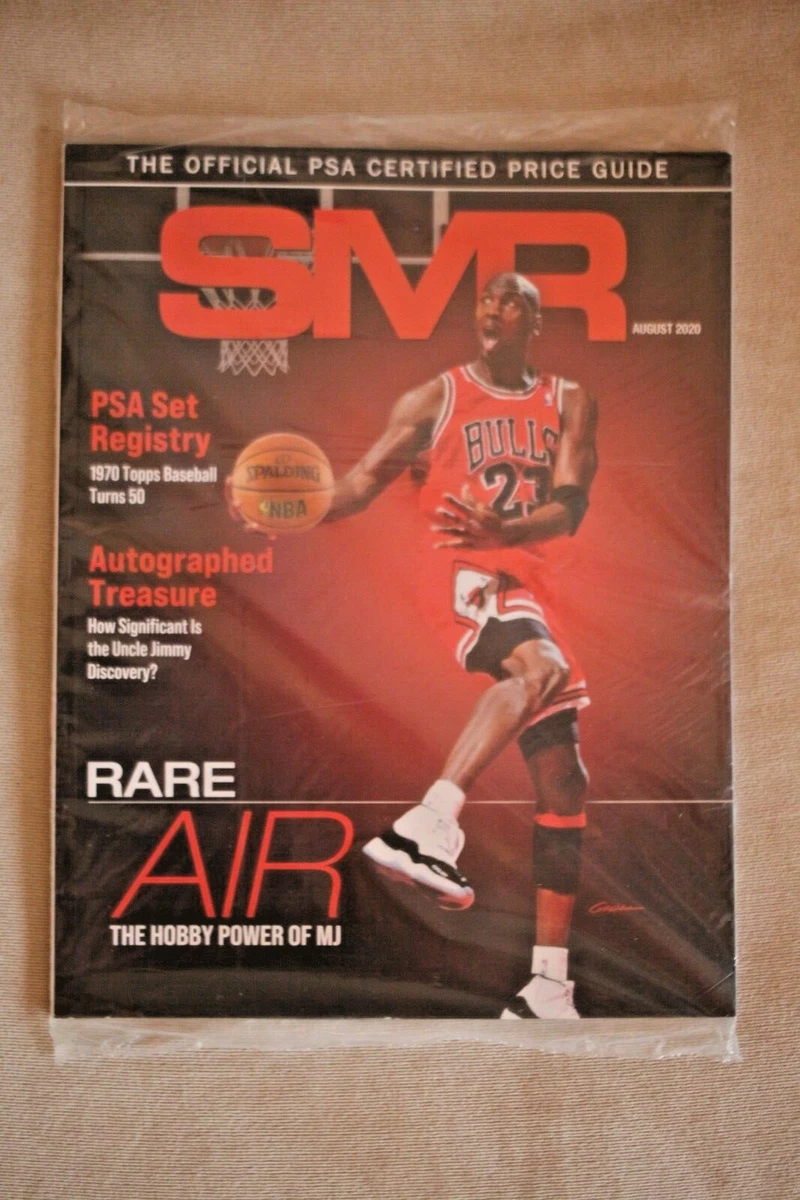 THE OFFICIAL PSA CERTIFIED PRICE GUIDE
SMR
AUGUST 2020
PSA Set
Registry
1970 Topps Baseball
Turns 50
SPALDING
NBA
BULLS
23
Autographed
Treasure
How Significant Is
the Uncle Jimmy
Discovery?
RARE
AIR
THE HOBBY POWER OF MJ